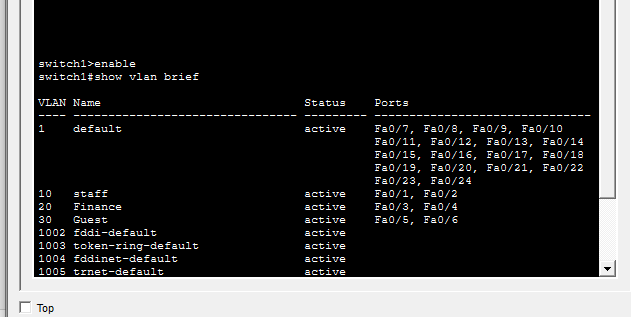 switch1>enable
switch1#show vlan brief
VLAN Name                             Status    Ports
---- -------------------------------- --------- -------------------------------
1    default                          active    Fa0/7, Fa0/8, Fa0/9, Fa0/10
                                                Fa0/11, Fa0/12, Fa0/13, Fa0/14
                                                Fa0/15, Fa0/16, Fa0/17, Fa0/18
                                                Fa0/19, Fa0/20, Fa0/21, Fa0/22
                                                Fa0/23, Fa0/24
10   staff                            active    Fa0/1, Fa0/2
20   Finance                          active    Fa0/3, Fa0/4
30   Guest                            active    Fa0/5, Fa0/6
1002 fddi-default                     active
1003 token-ring-default               active
1004 fddinet-default                  active
1005 trnet-default                    active
Top